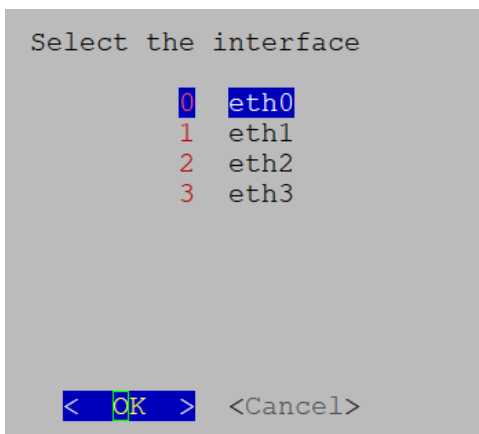 Select the interface
0 eth0
1 eth1
2 eth2
3 eth3
< OK > <Cancel>